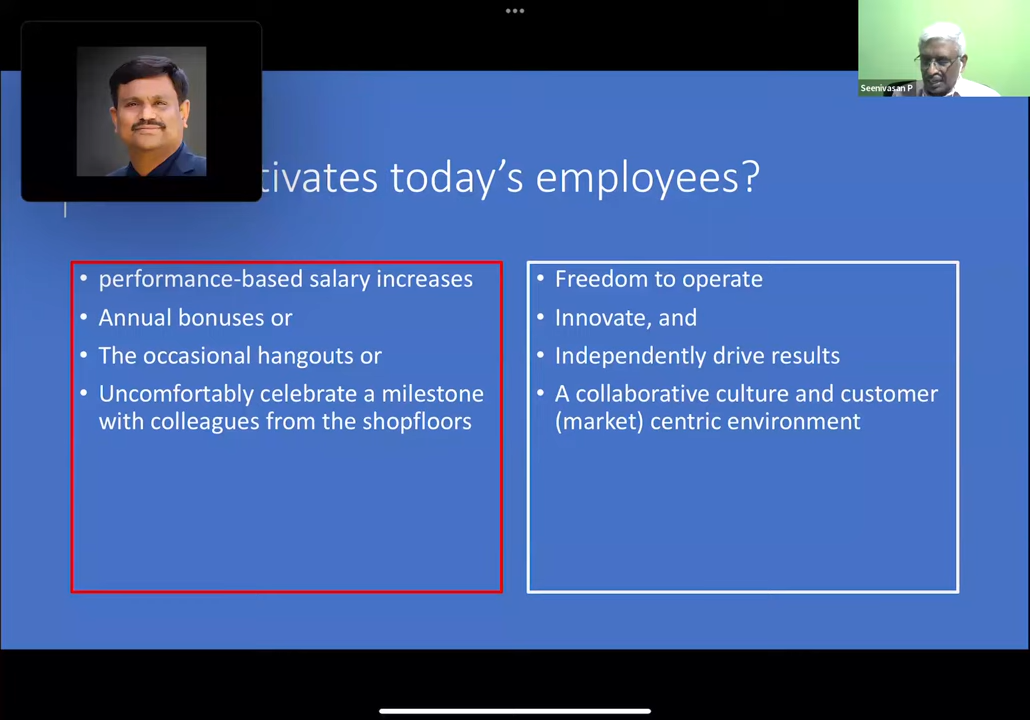 Seenivasan P
tivates today's employees?
• performance-based salary increases
• Annual bonuses or
• The occasional hangouts or
• Uncomfortably celebrate a milestone
with colleagues from the shopfloors
• Freedom to operate
• Innovate, and
• Independently drive results
• A collaborative culture and customer
(market) centric environment